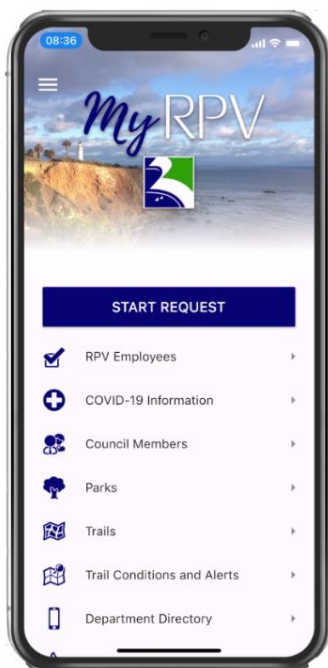 08:36
My RPV
START REQUEST
RPV Employees
COVID-19 Information
Council Members
Parks
Trails
Trail Conditions and Alerts
Department Directory